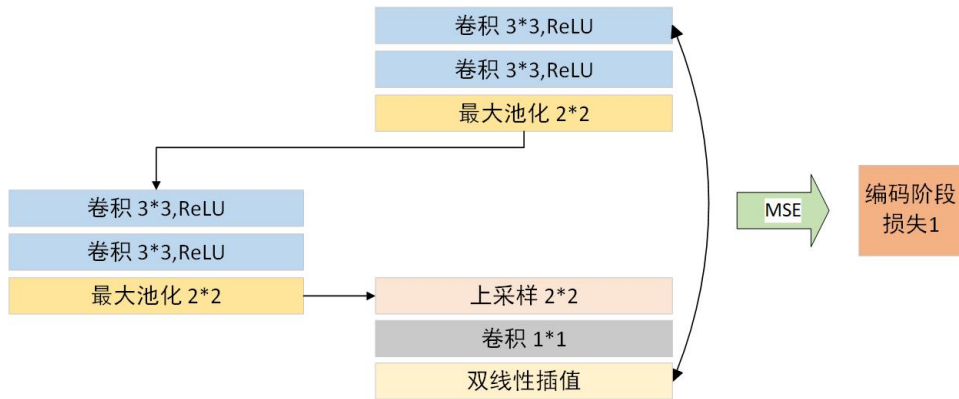 卷积 3*3,ReLU
卷积 3*3,ReLU
最大池化 2*2
卷积 3*3,ReLU
卷积 3*3,ReLU
最大池化 2*2
上采样 2*2
卷积 1*1
双线性插值
MSE
编码阶段
损失1